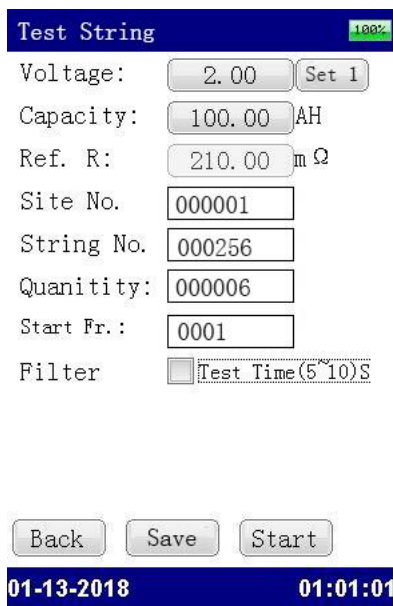 Test String 100%
Voltage: 2.00 Set 1
Capacity: 100.00 AH
Ref. R: 210.00 mΩ
Site No. 000001
String No. 000256
Quanitity: 000006
Start Fr.: 0001
Filter Test Time(5~10)S
Back Save Start
01-13-2018 01:01:01